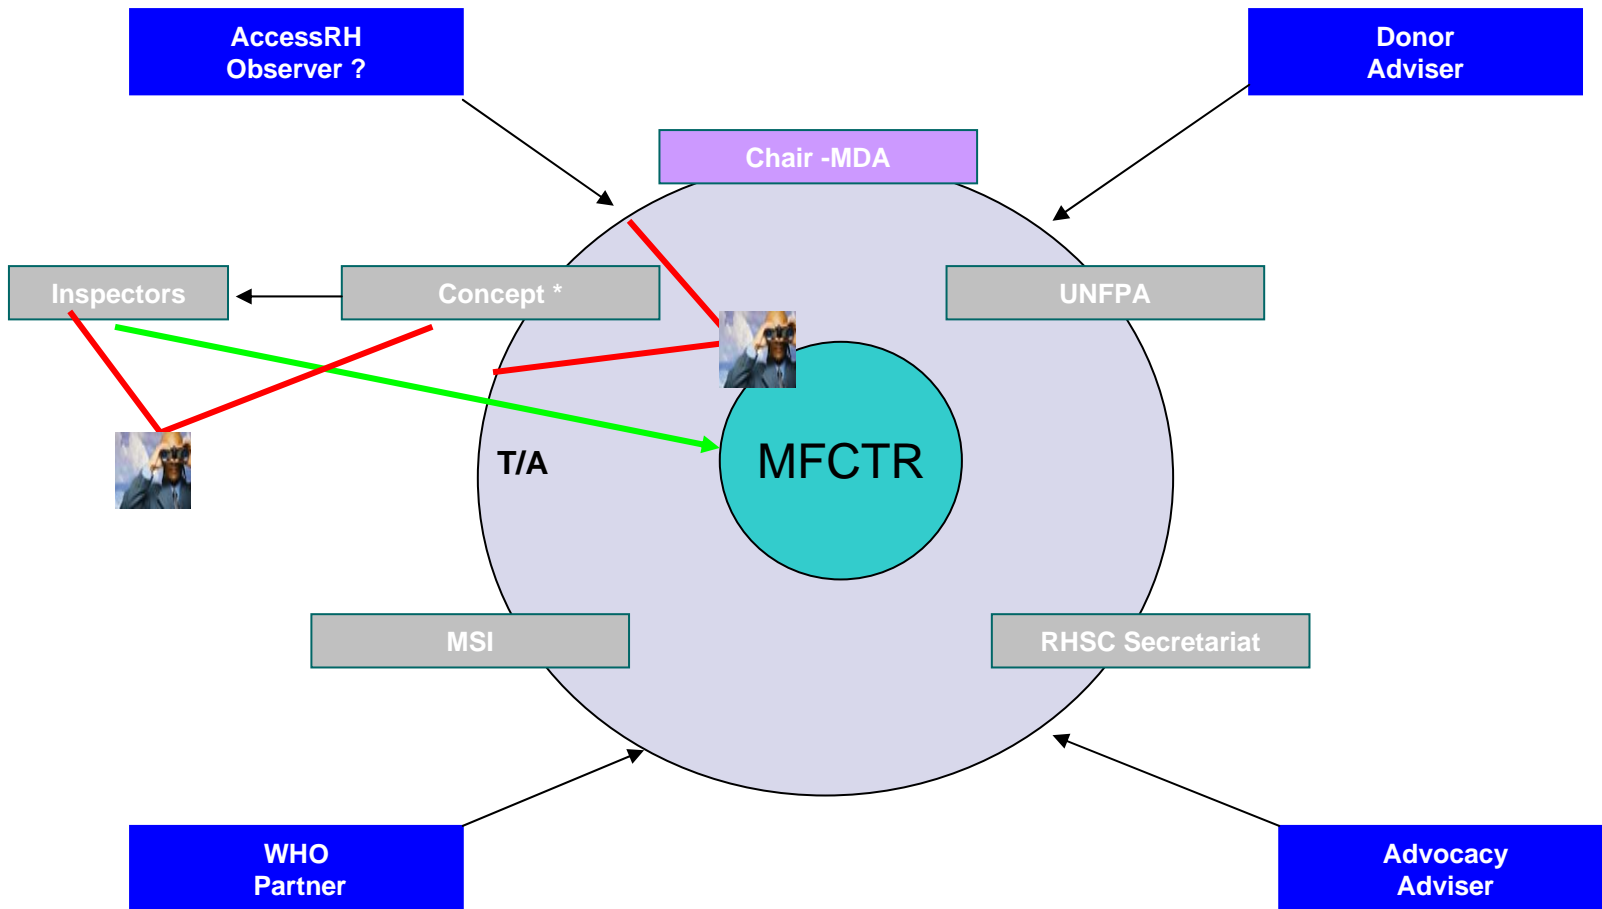 AccessRH
Observer ?
Donor
Adviser
Chair -MDA
Inspectors
Concept *
UNFPA
T/A
MFCTR
MSI
RHSC Secretariat
WHO
Partner
Advocacy
Adviser